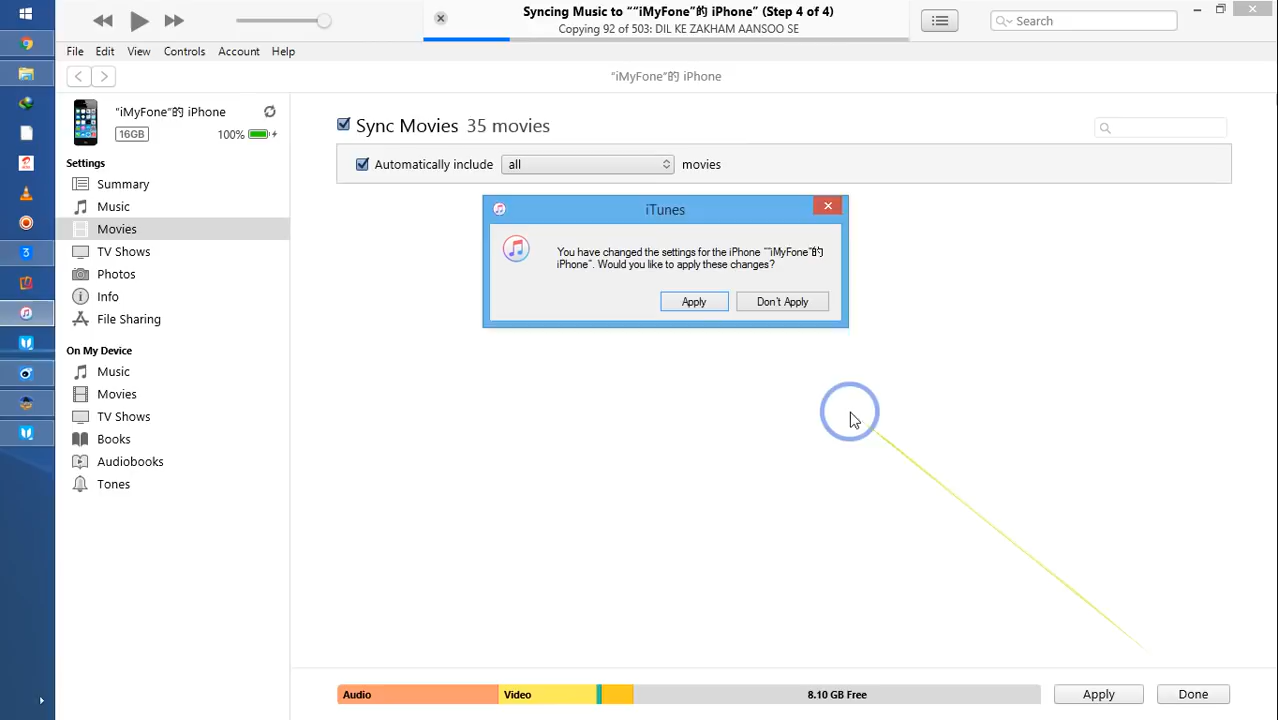 Syncing Music to ““iMyFone”的 iPhone” (Step 4 of 4)
Copying 92 of 503: DIL KE ZAKHAM AANSOO SE
Search
File Edit View Controls Account Help
“iMyFone”的 iPhone
“iMyFone”的 iPhone
16GB 100%
Settings
Summary
Music
Movies
TV Shows
Photos
Info
File Sharing
On My Device
Music
Movies
TV Shows
Books
Audiobooks
Tones
Sync Movies 35 movies
Automatically include all movies
iTunes
You have changed the settings for the iPhone ““iMyFone”的
iPhone”. Would you like to apply these changes?
Apply Don't Apply
Audio Video 8.10 GB Free Apply Done